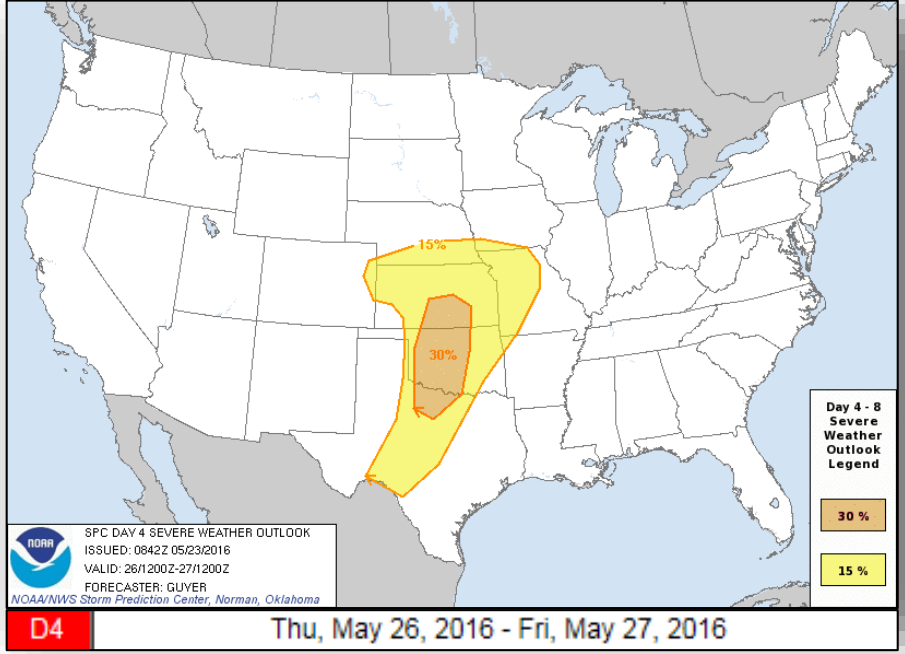 15%
30%
Day 4 - 8
Severe
Weather
Outlook
Legend
30 %
15 %
NOAA
SPC DAY 4 SEVERE WEATHER OUTLOOK
ISSUED: 0842Z 05/23/2016
VALID: 26/1200Z-27/1200Z
FORECASTER: GUYER
NOAA/NWS Storm Prediction Center, Norman, Oklahoma
D4 Thu, May 26, 2016 - Fri, May 27, 2016